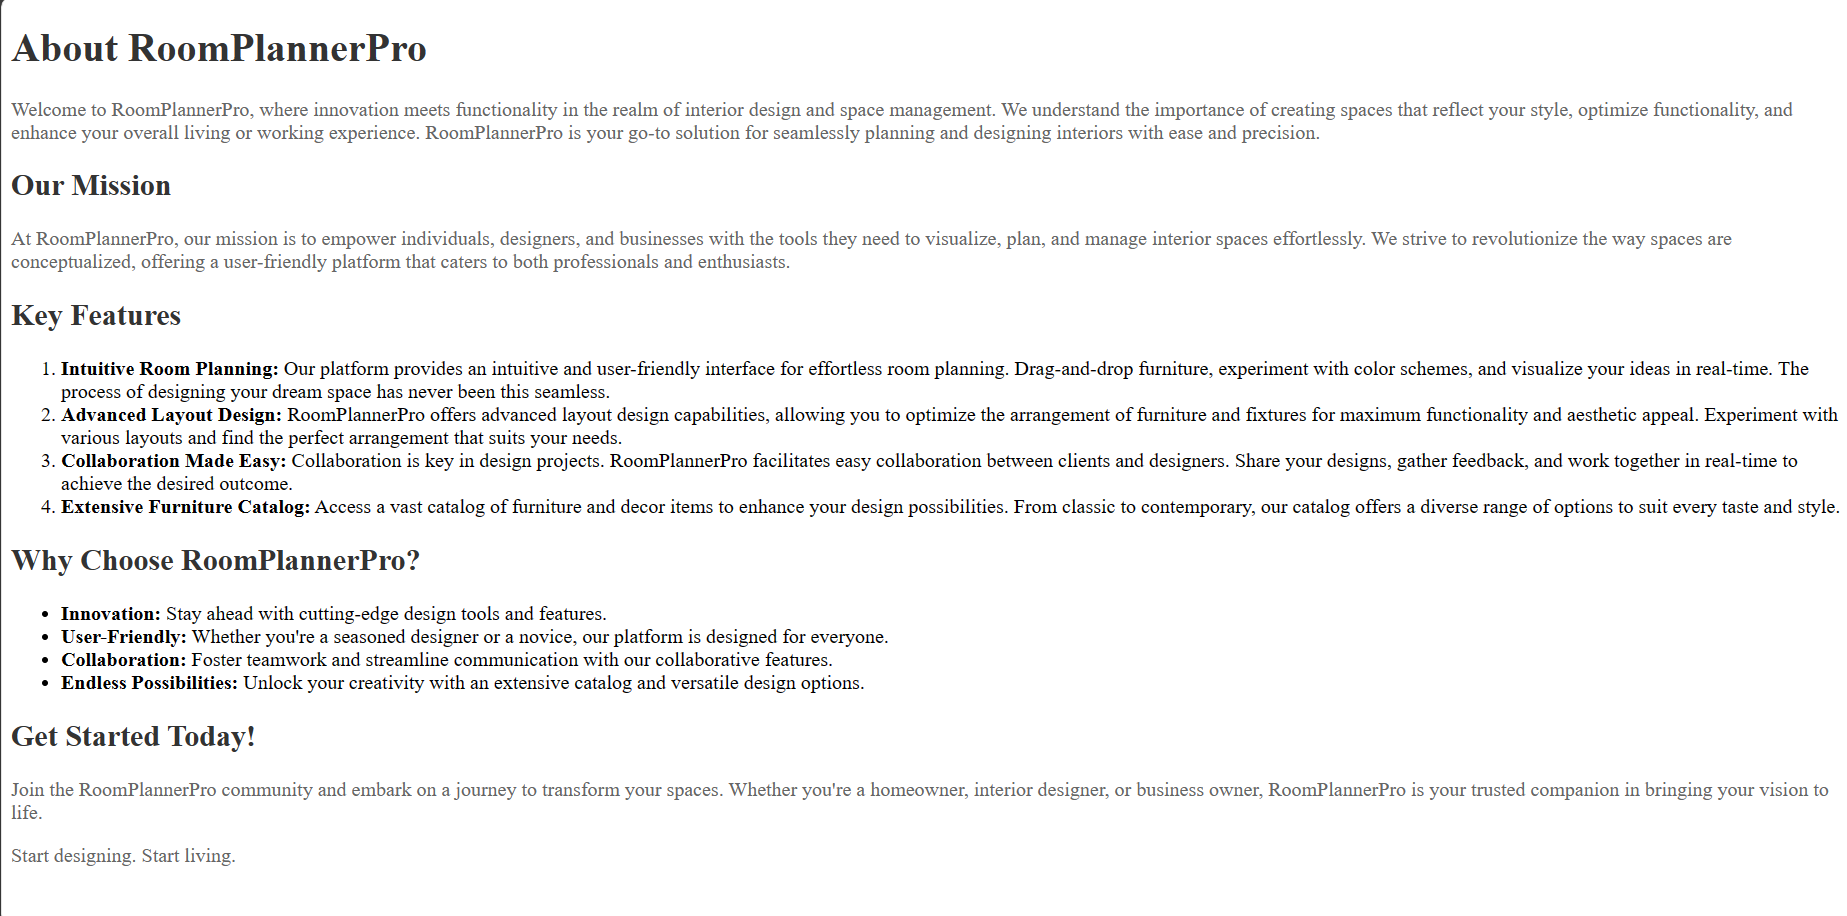 About RoomPlannerPro
Welcome to RoomPlannerPro, where innovation meets functionality in the realm of interior design and space management. We understand the importance of creating spaces that reflect your style, optimize functionality, and
enhance your overall living or working experience. RoomPlannerPro is your go-to solution for seamlessly planning and designing interiors with ease and precision.
Our Mission
At RoomPlannerPro, our mission is to empower individuals, designers, and businesses with the tools they need to visualize, plan, and manage interior spaces effortlessly. We strive to revolutionize the way spaces are
conceptualized, offering a user-friendly platform that caters to both professionals and enthusiasts.
Key Features
1. Intuitive Room Planning: Our platform provides an intuitive and user-friendly interface for effortless room planning. Drag-and-drop furniture, experiment with color schemes, and visualize your ideas in real-time. The
process of designing your dream space has never been this seamless.
2. Advanced Layout Design: RoomPlannerPro offers advanced layout design capabilities, allowing you to optimize the arrangement of furniture and fixtures for maximum functionality and aesthetic appeal. Experiment with
various layouts and find the perfect arrangement that suits your needs.
3. Collaboration Made Easy: Collaboration is key in design projects. RoomPlannerPro facilitates easy collaboration between clients and designers. Share your designs, gather feedback, and work together in real-time to
achieve the desired outcome.
4. Extensive Furniture Catalog: Access a vast catalog of furniture and decor items to enhance your design possibilities. From classic to contemporary, our catalog offers a diverse range of options to suit every taste and style.
Why Choose RoomPlannerPro?
• Innovation: Stay ahead with cutting-edge design tools and features.
• User-Friendly: Whether you're a seasoned designer or a novice, our platform is designed for everyone.
• Collaboration: Foster teamwork and streamline communication with our collaborative features.
• Endless Possibilities: Unlock your creativity with an extensive catalog and versatile design options.
Get Started Today!
Join the RoomPlannerPro community and embark on a journey to transform your spaces. Whether you're a homeowner, interior designer, or business owner, RoomPlannerPro is your trusted companion in bringing your vision to
life.
Start designing. Start living.